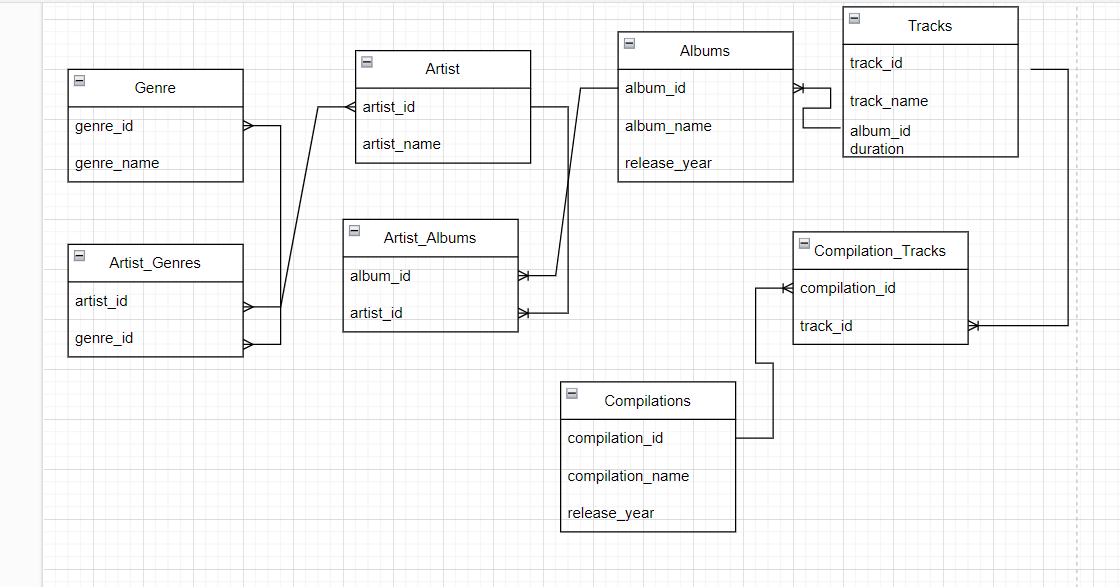 Genre
genre_id
genre_name
Artist
artist_id
artist_name
Albums
album_id
album_name
release_year
Tracks
track_id
track_name
album_id
duration
Artist_Genres
artist_id
genre_id
Artist_Albums
album_id
artist_id
Compilation_Tracks
compilation_id
track_id
Compilations
compilation_id
compilation_name
release_year